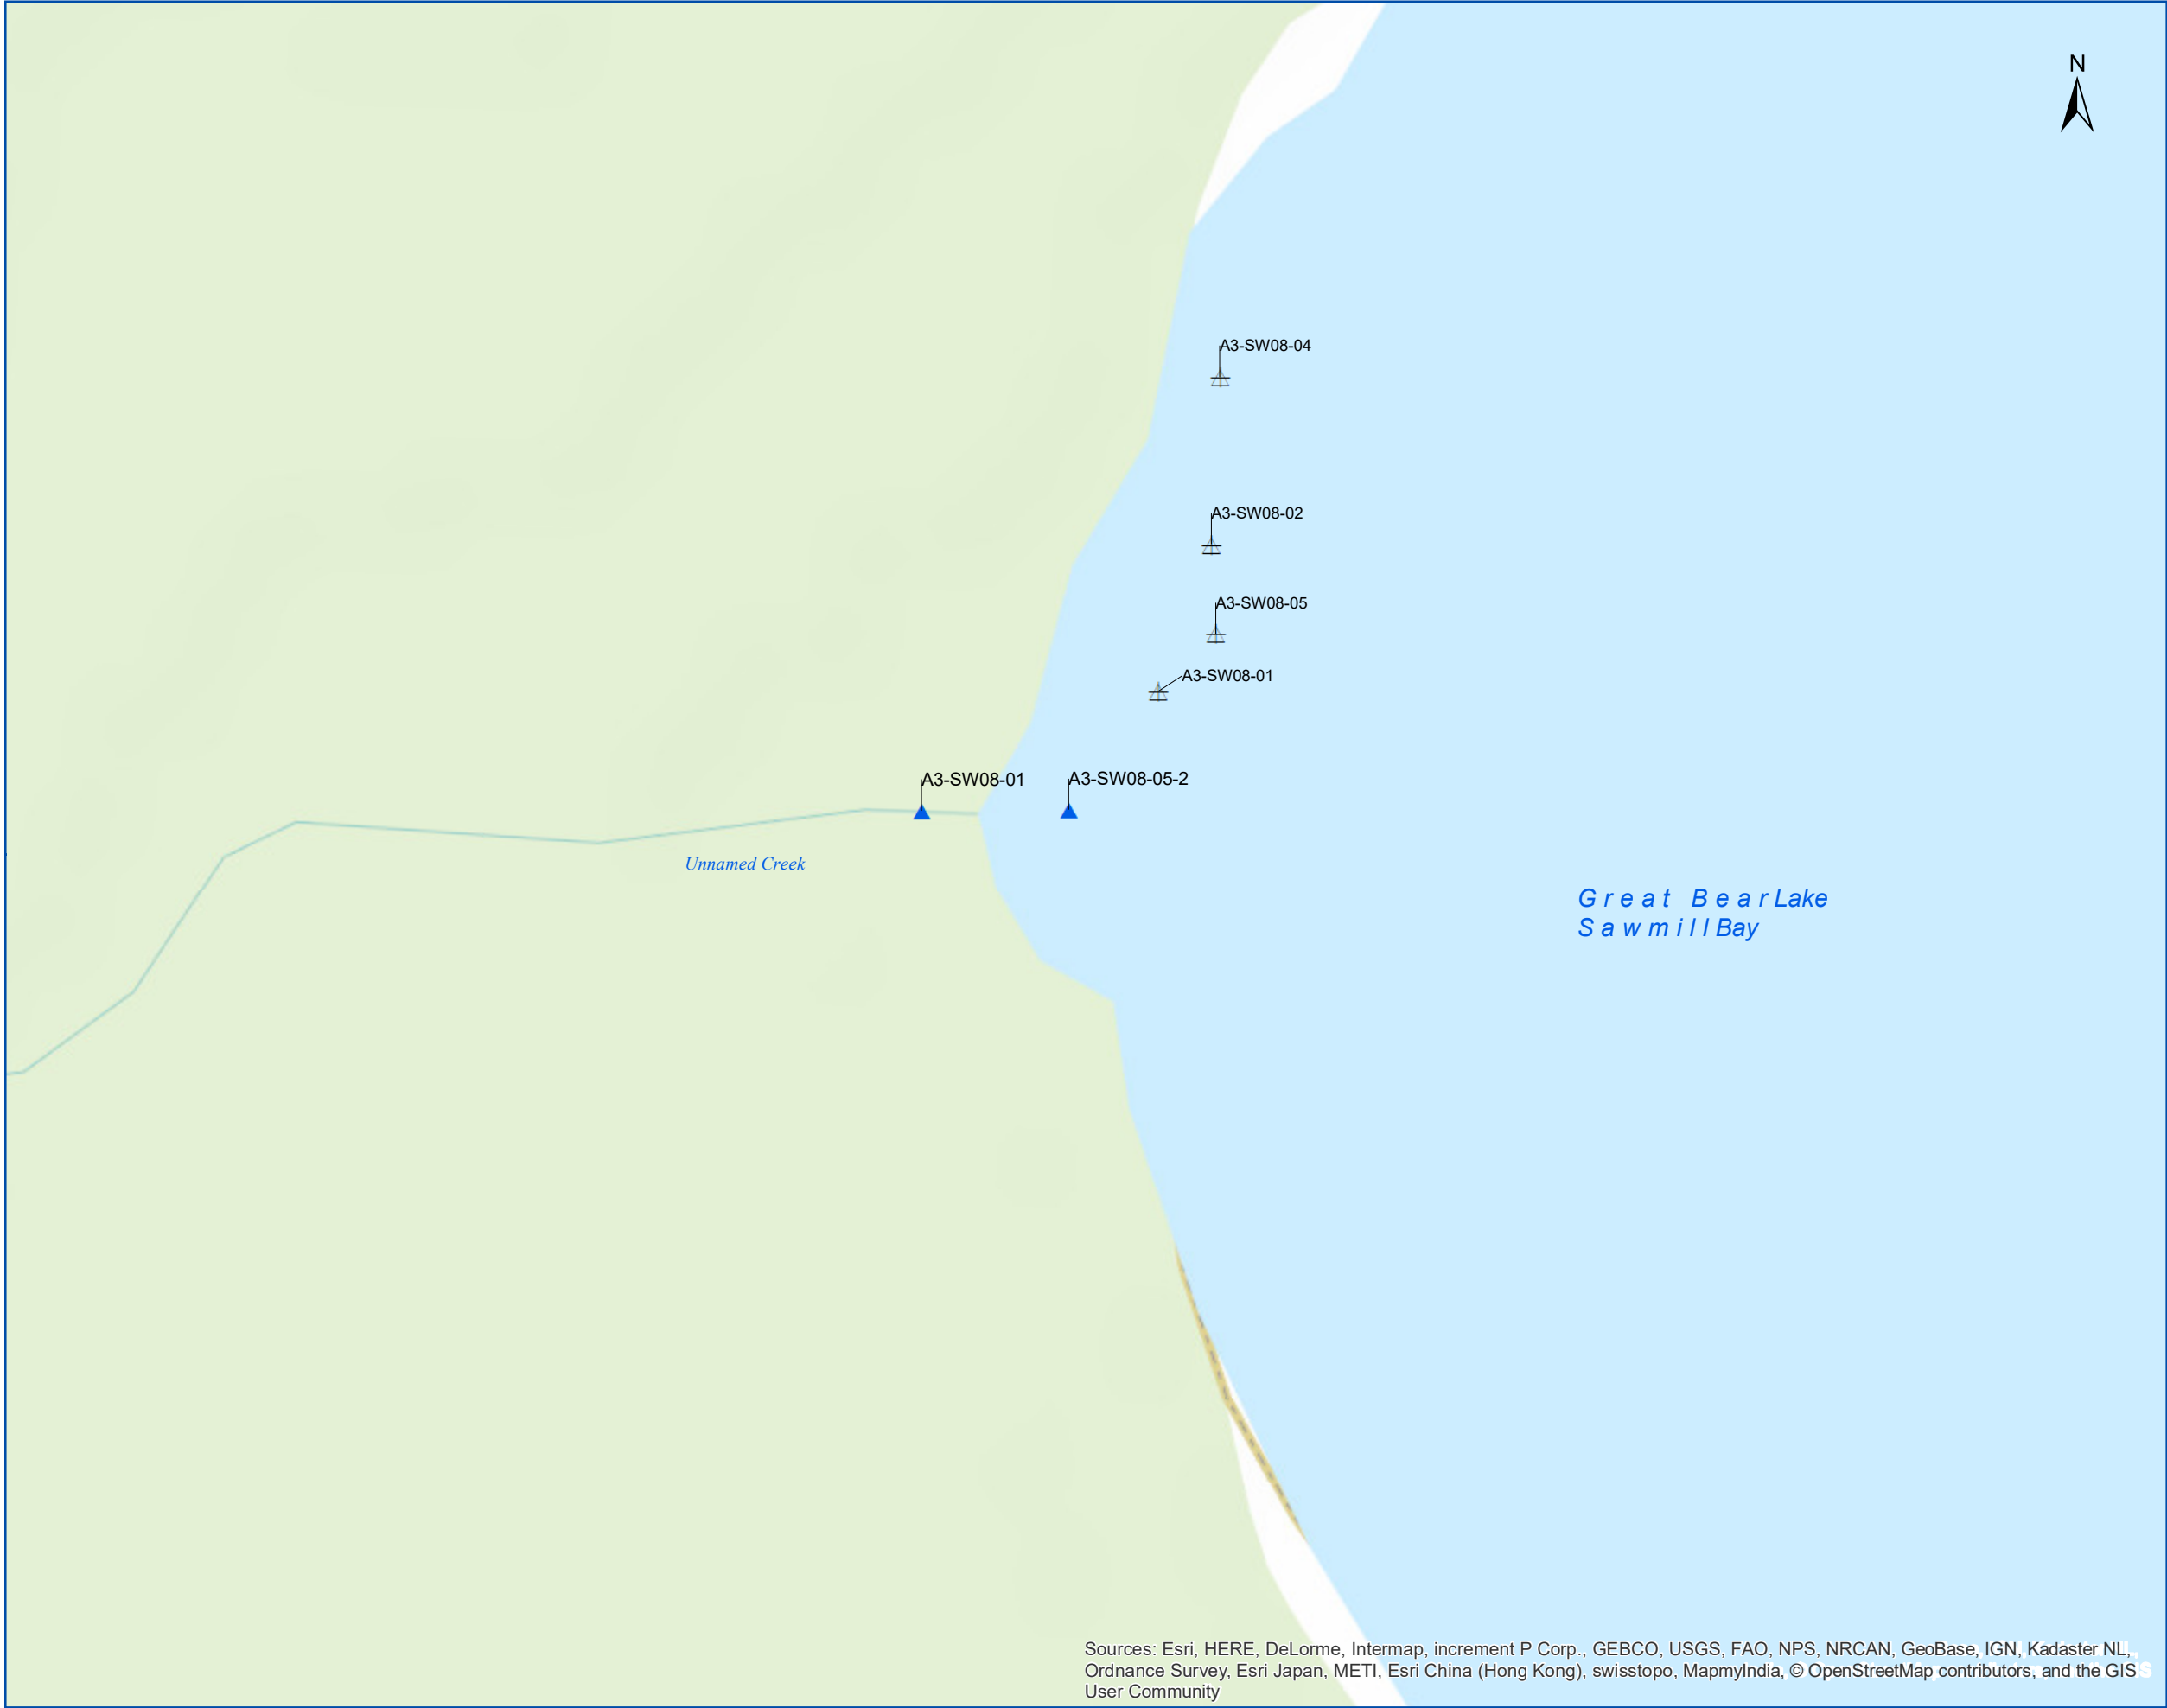 N
A3-SW08-04
A3-SW08-02
A3-SW08-05
A3-SW08-01
A3-SW08-01
A3-SW08-05-2
Unnamed Creek
Great Bear Lake
Sawmill Bay
Sources: Esri, HERE, DeLorme, Intermap, increment P Corp., GEBCO, USGS, FAO, NPS, NRCAN, GeoBase, IGN, Kadaster NL,
Ordnance Survey, Esri Japan, METI, Esri China (Hong Kong), swisstopo, MapmyIndia, © OpenStreetMap contributors, and the GIS
User Community